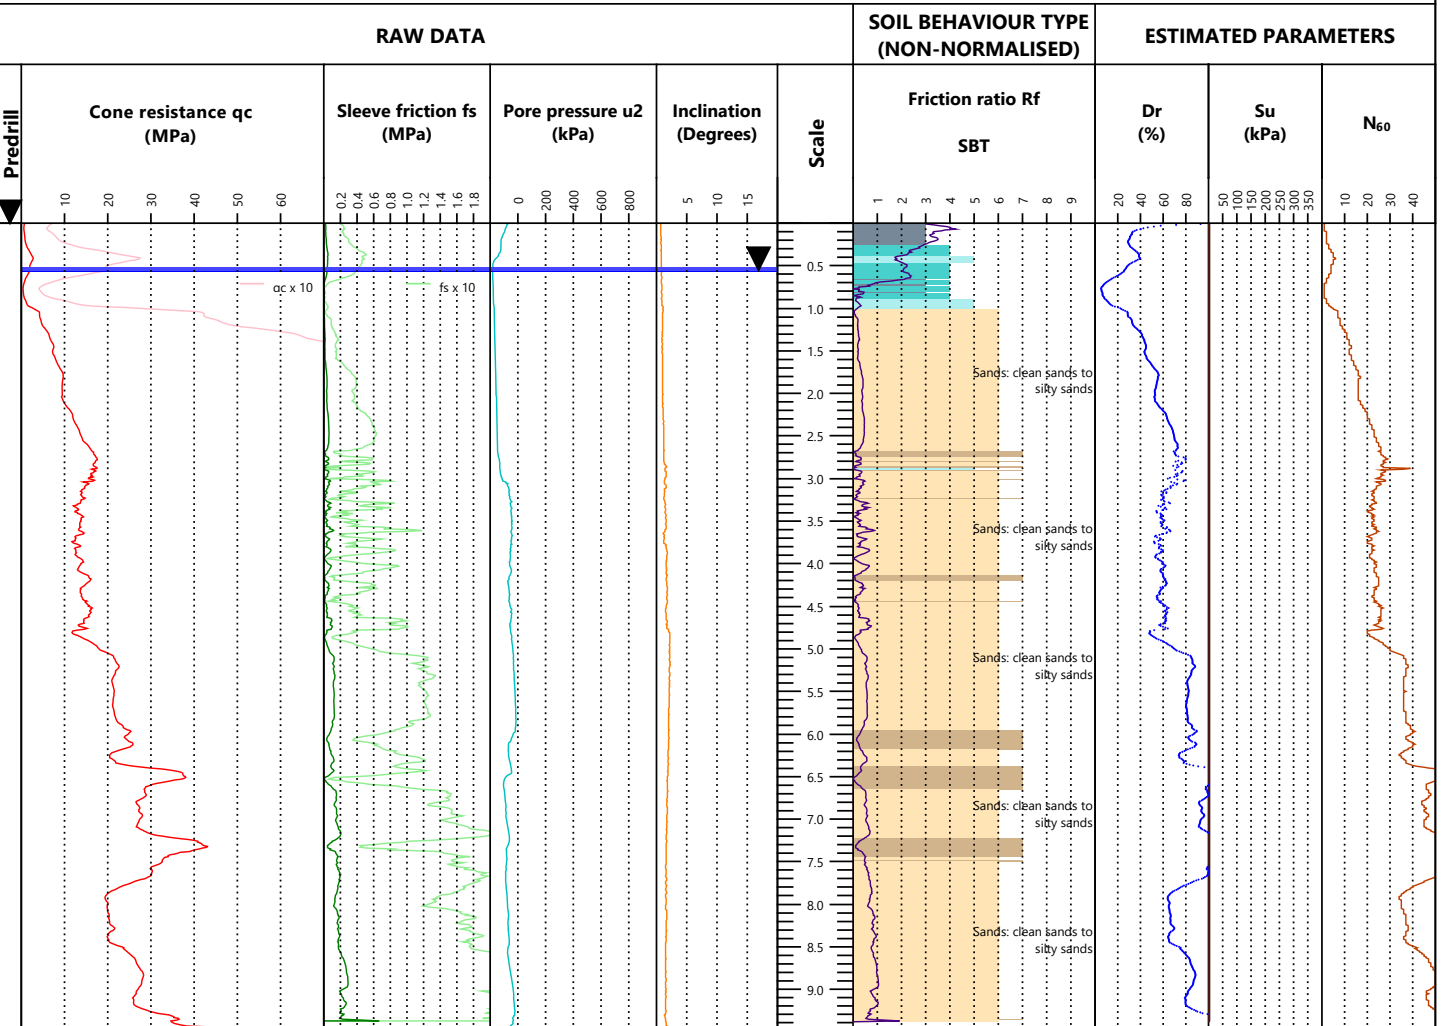 RAW DATA
SOIL BEHAVIOUR TYPE
(NON-NORMALISED)
ESTIMATED PARAMETERS
Predrill
Cone resistance qc
(MPa)
Sleeve friction fs
(MPa)
Pore pressure u2
(kPa)
Inclination
(Degrees)
Scale
Friction ratio Rf
SBT
Dr
(%)
Su
(kPa)
N60
10 20 30 40 50 60
0.2 0.4 0.6 0.8 1.0 1.2 1.4 1.6 1.8
0 200 400 600 800
5 10 15
1 2 3 4 5 6 7 8 9
20 40 60 80
50 100 150 200 250 300 350
10 20 30 40
qc x 10
fs x 10
0.5
1.0
1.5
Sands: clean sands to
silty sands
2.0
2.5
3.0
3.5
Sands: clean sands to
silty sands
4.0
4.5
5.0
Sands: clean sands to
silty sands
5.5
6.0
6.5
Sands: clean sands to
silty sands
7.0
7.5
8.0
Sands: clean sands to
silty sands
8.5
9.0